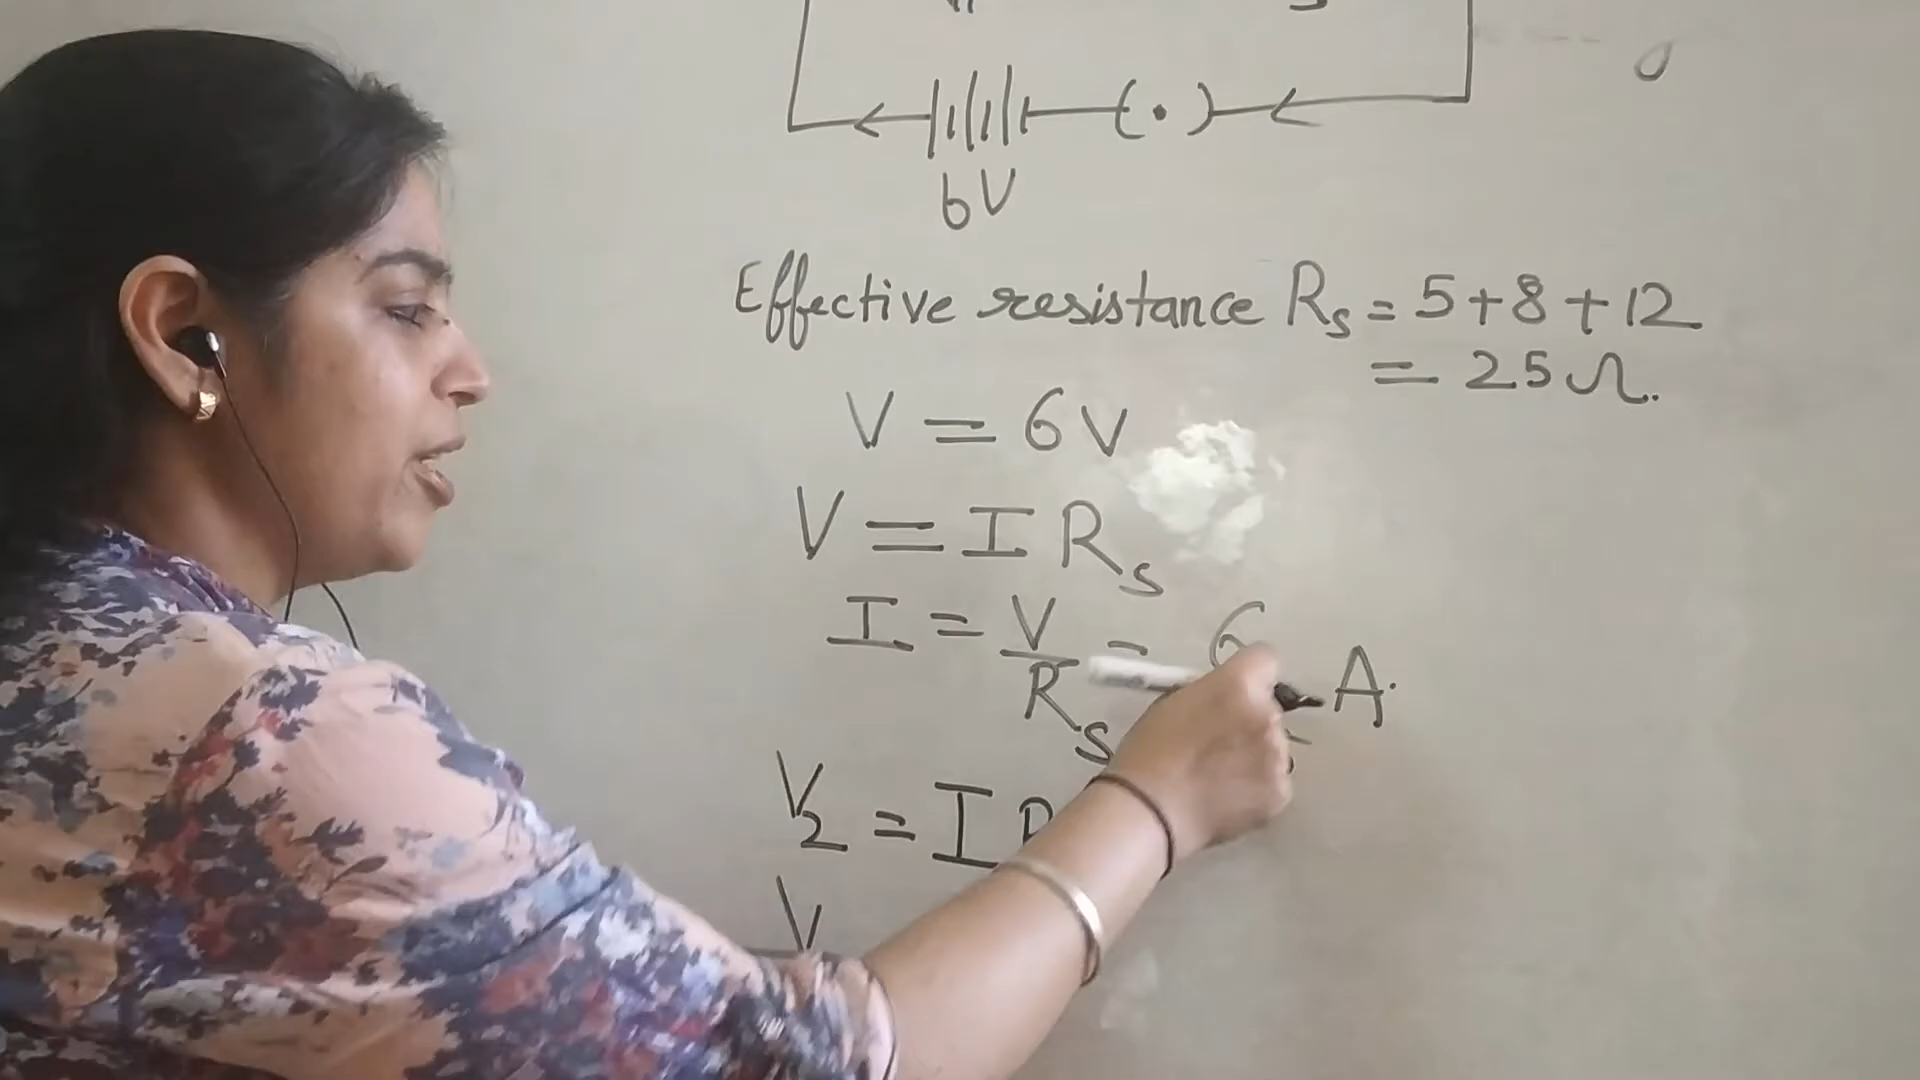 6V
Effective resistance Rs = 5+8+12
= 25Ω.
V = 6V
V = I Rs
I = V/Rs = 6 A.
V2 = I
V